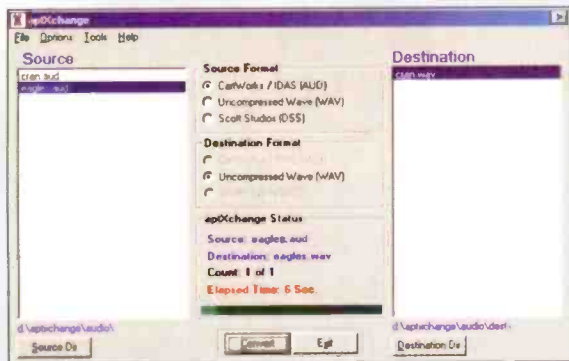 aptXchange
File Options Tools Help
Source
cran.aud
eagles.aud
d:\aptxchange\audio\
Source Dir
Source Format
CartWorks / IDAS (AUD)
Uncompressed Wave (WAV)
Scott Studios (DSS)
Destination Format
Uncompressed Wave (WAV)
aptXchange Status
Source: eagles.aud
Destination: eagles.wav
Count: 1 of 1
Elapsed Time: 6 Sec.
Convert
Exit
Destination
cran.wav
d:\aptxchange\audio\dest\
Destination Dir